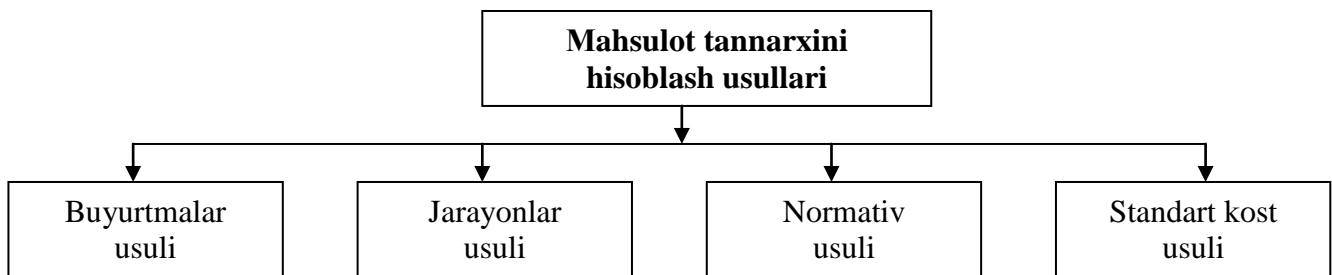 Mahsulot tannarxini
hisoblash usullari
Buyurtmalar
usuli
Jarayonlar
usuli
Normativ
usuli
Standart kost
usuli